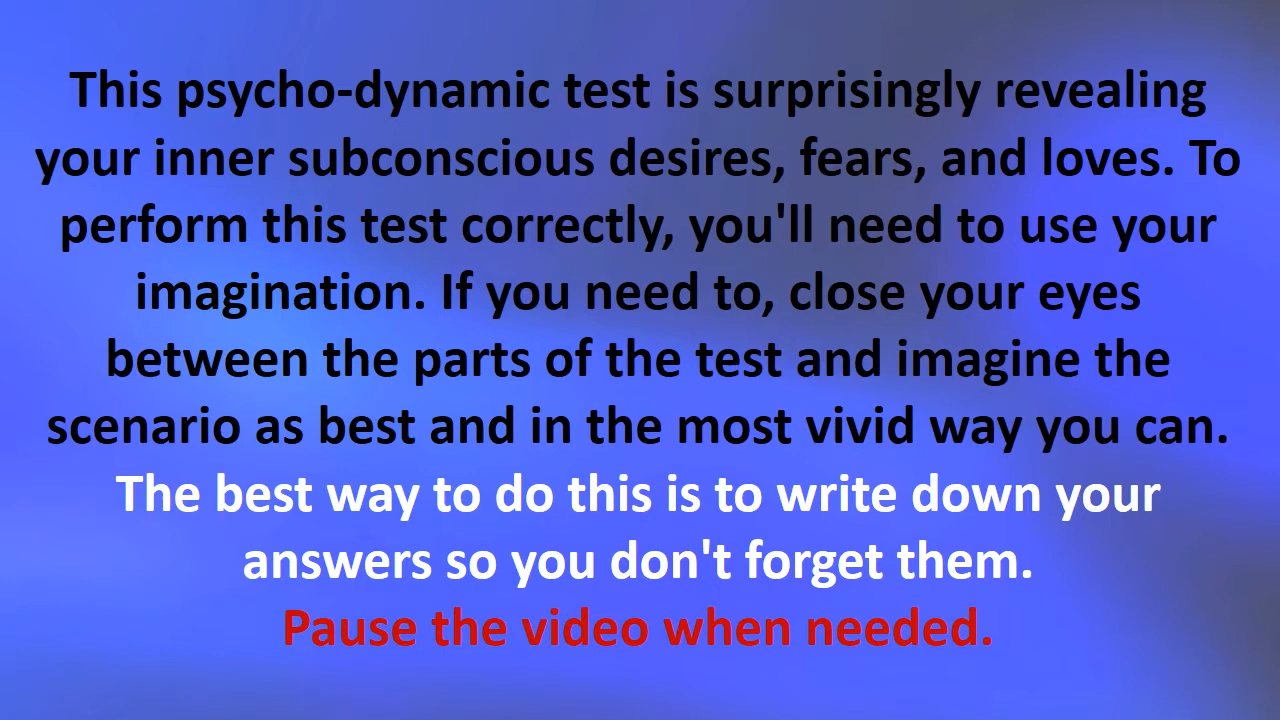 This psycho-dynamic test is surprisingly revealing
your inner subconscious desires, fears, and loves. To
perform this test correctly, you'll need to use your
imagination. If you need to, close your eyes
between the parts of the test and imagine the
scenario as best and in the most vivid way you can.
The best way to do this is to write down your
answers so you don't forget them.
Pause the video when needed.